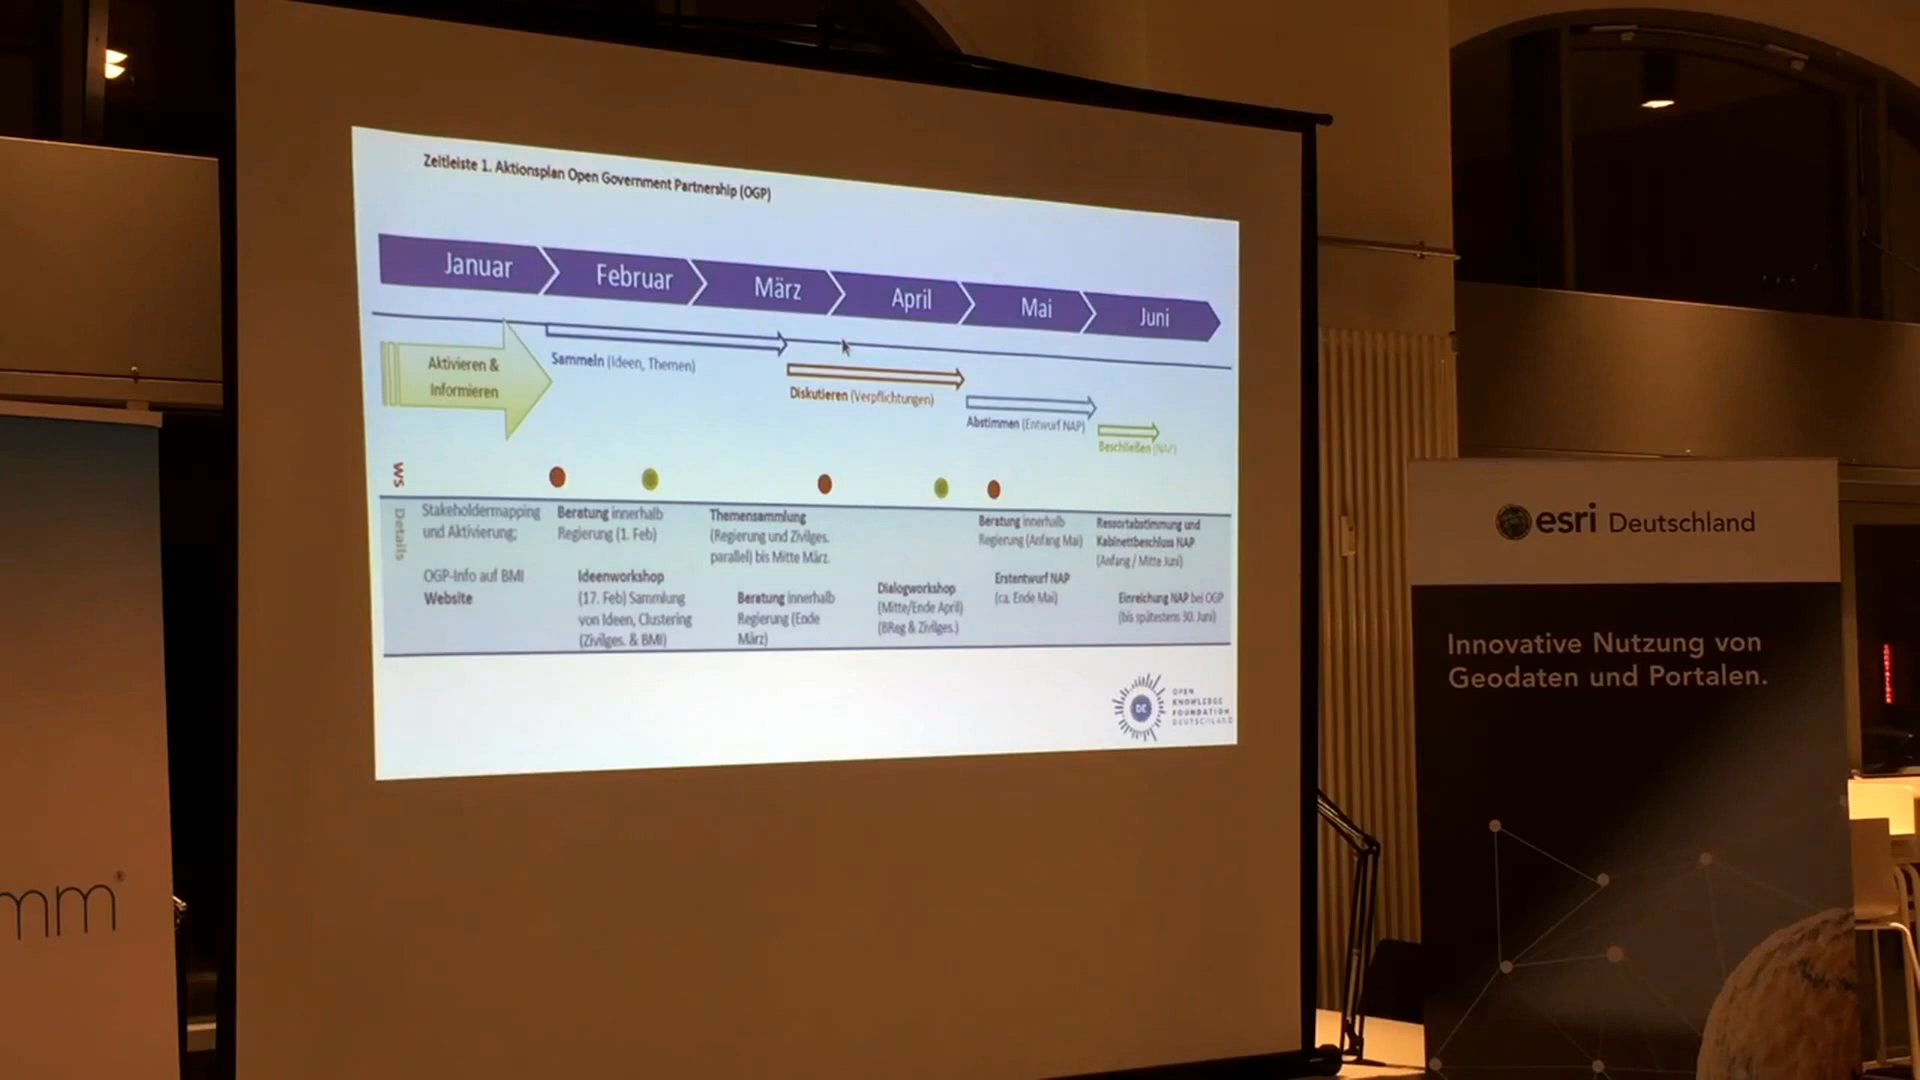 Zeitleiste 1. Aktionsplan Open Government Partnership (OGP)
Januar
Februar
März
April
Mai
Juni
Aktivieren &
Informieren
Sammeln (Ideen, Themen)
Diskutieren (Verpflichtungen)
Abstimmen (Entwurf NAP)
Beschließen (NAP)
WS
Details
Stakeholdermapping
und Aktivierung;
OGP-Info auf BMI
Website
Beratung innerhalb
Regierung (1. Feb)
Ideenworkshop
(17. Feb) Sammlung
von Ideen, Clustering
(Zivilges. & BMI)
Themensammlung
(Regierung und Zivilges.
parallel) bis Mitte März.
Beratung innerhalb
Regierung (Ende
März)
Dialogworkshop
(Mitte/Ende April)
(BReg & Zivilges.)
Beratung innerhalb
Regierung (Anfang Mai)
Erstentwurf NAP
(ca. Ende Mai)
Ressortabstimmung und
Kabinettbeschluss NAP
(Anfang / Mitte Juni)
Einreichung NAP bei OGP
(bis spätestens 30. Juni)
DE
OPEN
KNOWLEDGE
FOUNDATION
DEUTSCHLAND
esri Deutschland
Innovative Nutzung von
Geodaten und Portalen.
mm®